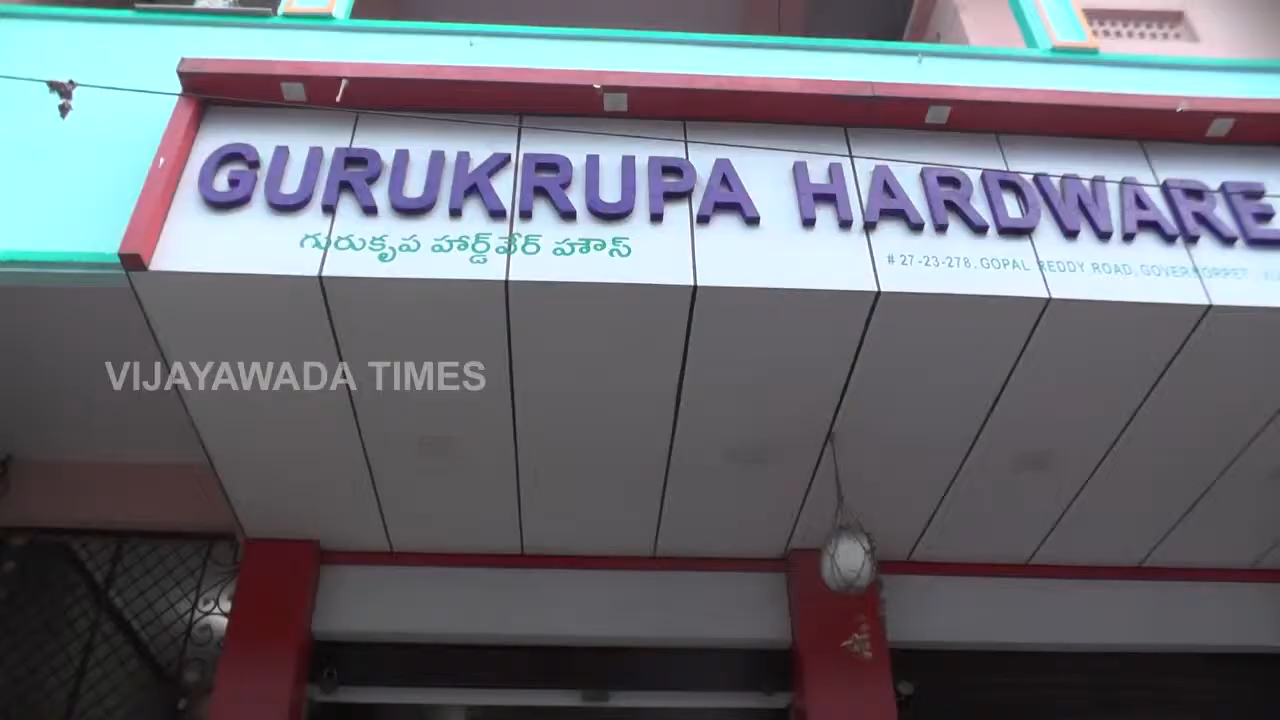 GURUKRUPA HARDWARE
గురుకృప హార్డ్‌వేర్ హౌస్
# 27-23-278, GOPAL REDDY ROAD, GOVERNORPET,
VIJAYAWADA TIMES